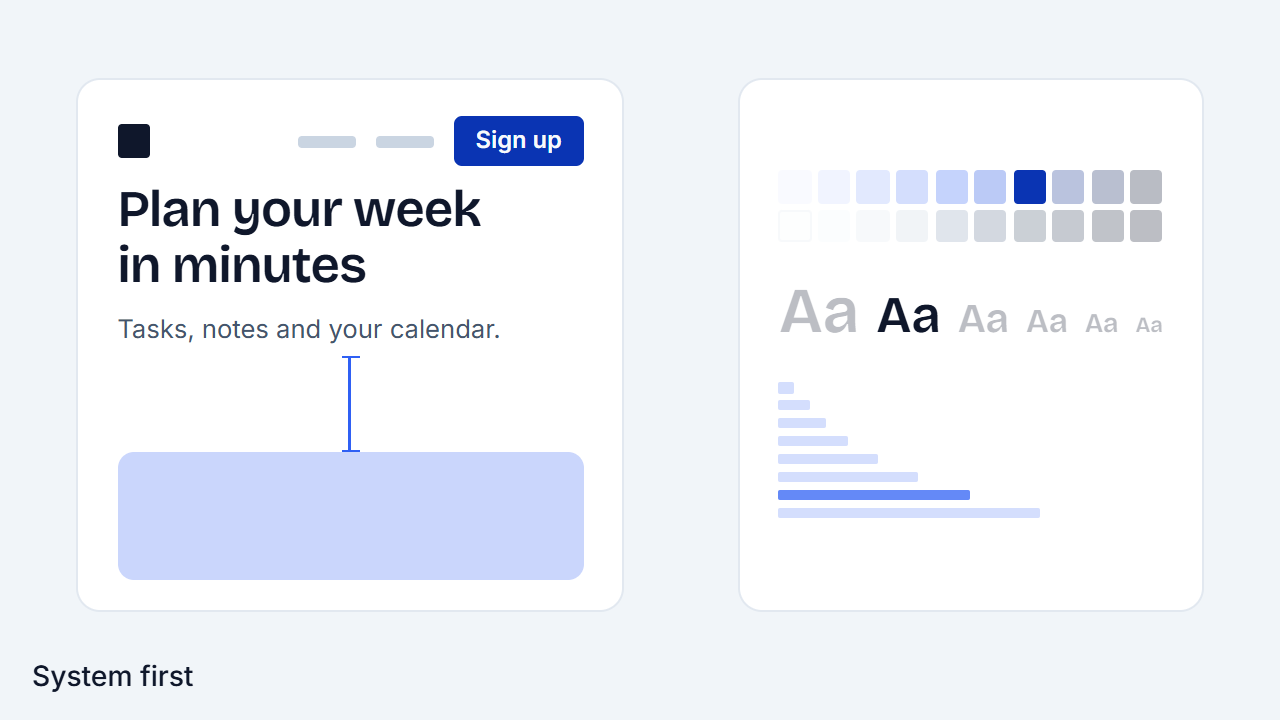 Sign up
Plan your week
in minutes
Tasks, notes and your calendar.
Aa Aa Aa Aa Aa Aa
System first